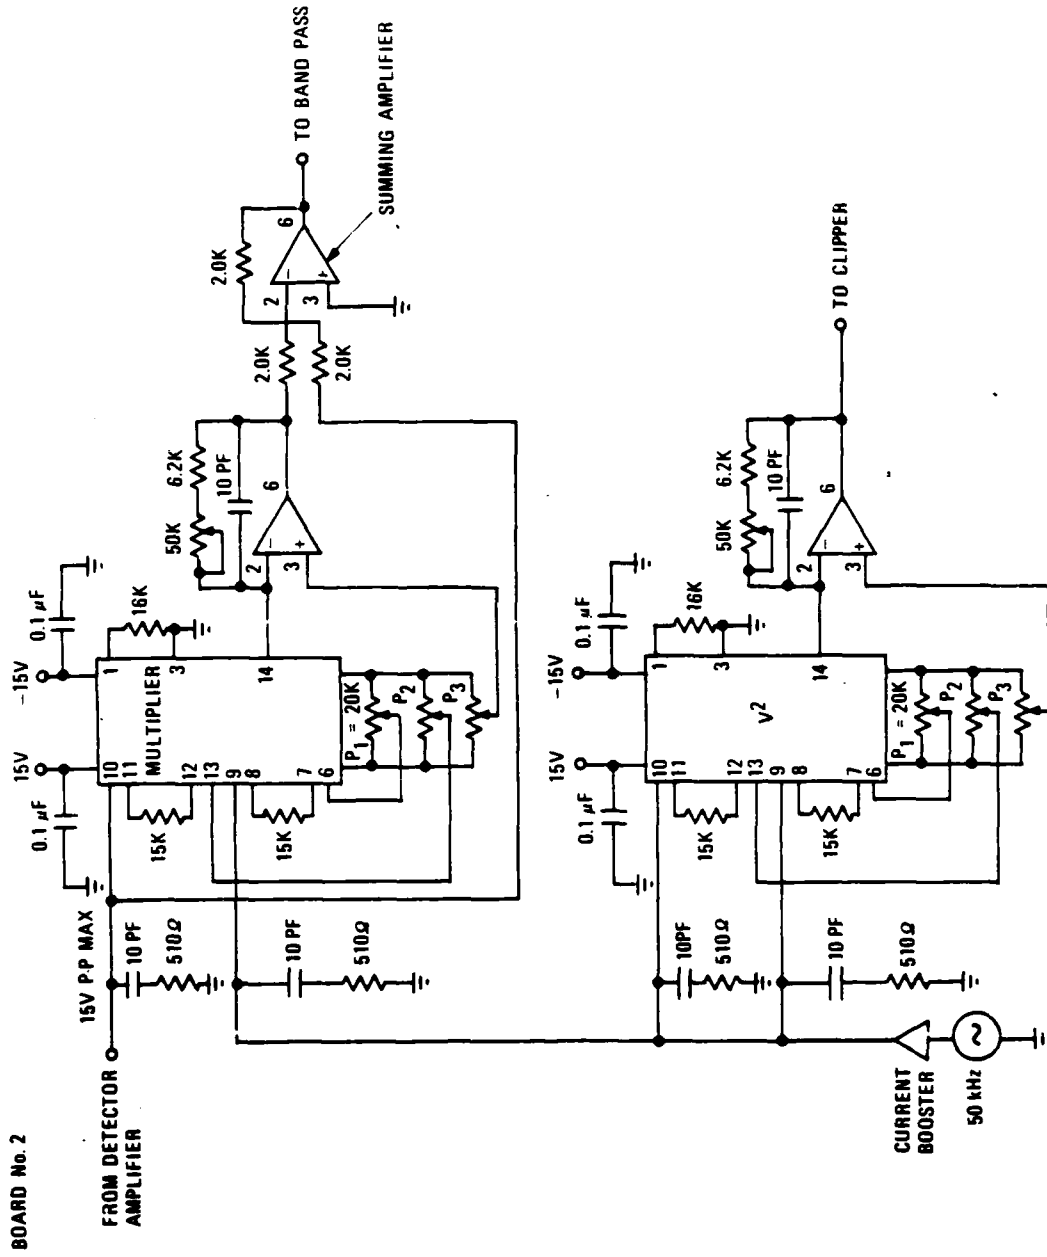 BOARD No. 2
FROM DETECTOR
AMPLIFIER
15V P.P MAX
10 PF
510Ω
10 PF
510Ω
0.1 µF
15V
-15V
0.1 µF
10
11
12
13
9
8
7
6
1
3
14
MULTIPLIER
15K
15K
16K
P1 = 20K
P2
P3
50K
6.2K
10 PF
2
3
6
-
+
2.0K
2.0K
2.0K
2
3
6
-
+
TO BAND PASS
SUMMING AMPLIFIER
0.1 µF
15V
-15V
0.1 µF
10
11
12
13
9
8
7
6
1
3
14
V2
15K
15K
16K
P1 = 20K
P2
P3
50K
6.2K
10 PF
2
3
6
-
+
TO CLIPPER
10PF
510Ω
10 PF
510Ω
CURRENT
BOOSTER
~
50 kHz